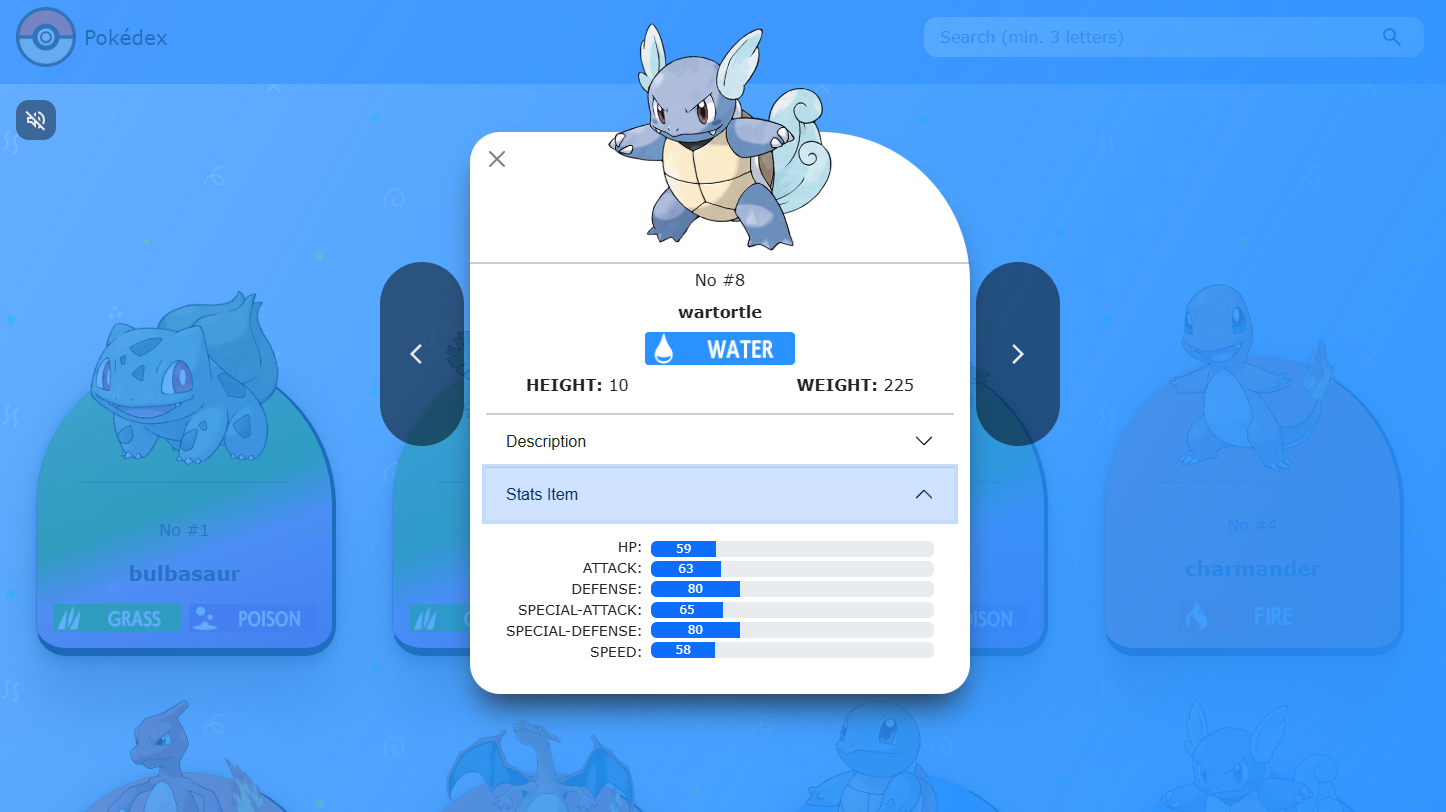 Pokédex
Search (min. 3 letters)
No #8
wartortle
WATER
HEIGHT: 10
WEIGHT: 225
Description
Stats Item
HP: 59
ATTACK: 63
DEFENSE: 80
SPECIAL-ATTACK: 65
SPECIAL-DEFENSE: 80
SPEED: 58
No #1
bulbasaur
GRASS
POISON
No #4
charmander
FIRE